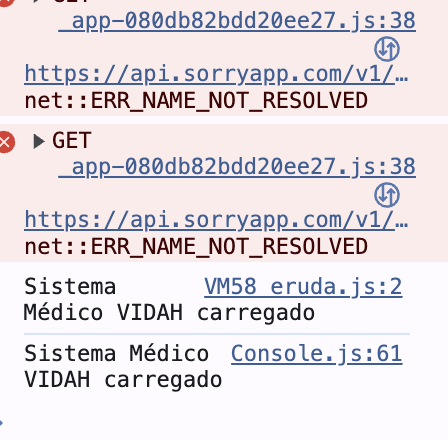 _app-080db82bdd20ee27.js:38
https://api.sorryapp.com/v1/…
net::ERR_NAME_NOT_RESOLVED
GET
_app-080db82bdd20ee27.js:38
https://api.sorryapp.com/v1/…
net::ERR_NAME_NOT_RESOLVED
Sistema VM58 eruda.js:2
Médico VIDAH carregado
Sistema Médico Console.js:61
VIDAH carregado